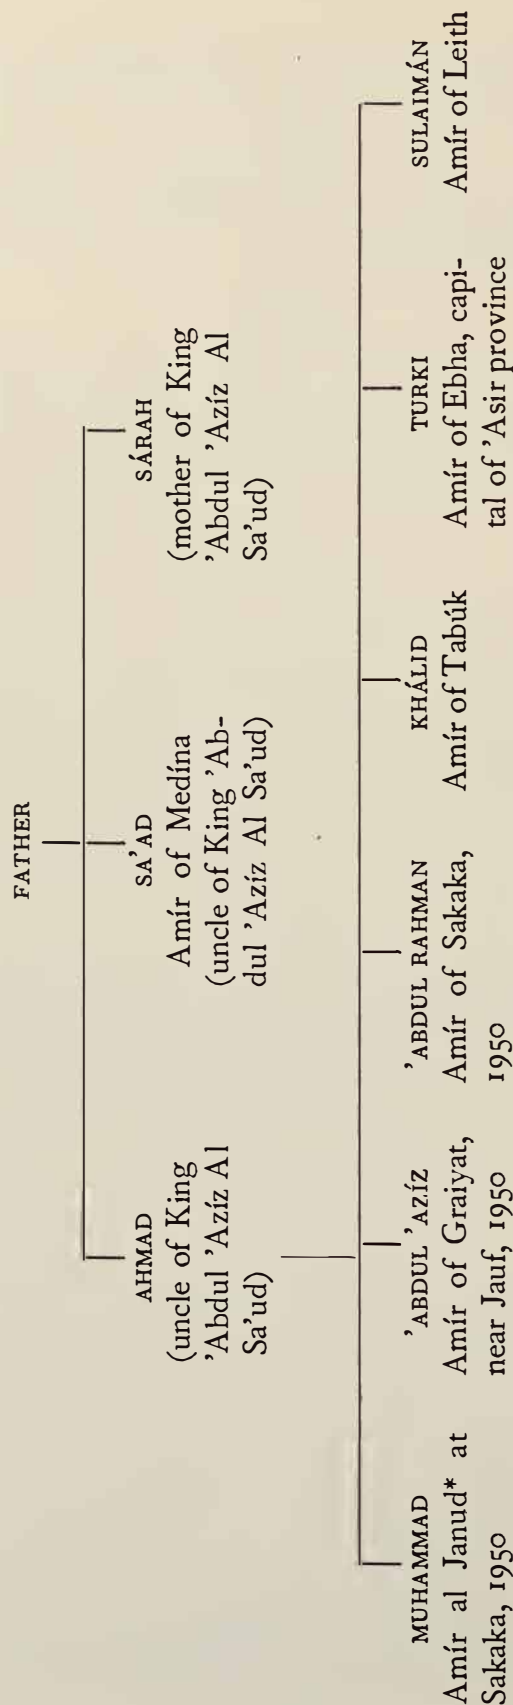 FATHER
AHMAD
(uncle of King
’Abdul ’Azíz Al
Sa’ud)
SA’AD
Amír of Medína
(uncle of King ’Ab-
dul ’Azíz Al Sa’ud)
SÁRAH
(mother of King
’Abdul ’Azíz Al
Sa’ud)
MUHAMMAD
Amír al Janud* at
Sakaka, 1950
’ABDUL ’AZÍZ
Amír of Graiyat,
near Jauf, 1950
’ABDUL RAHMAN
Amír of Sakaka,
1950
KHÁLID
Amír of Tabúk
TURKI
Amír of Ebha, capi-
tal of ’Asir province
SULAIMÁN
Amír of Leith